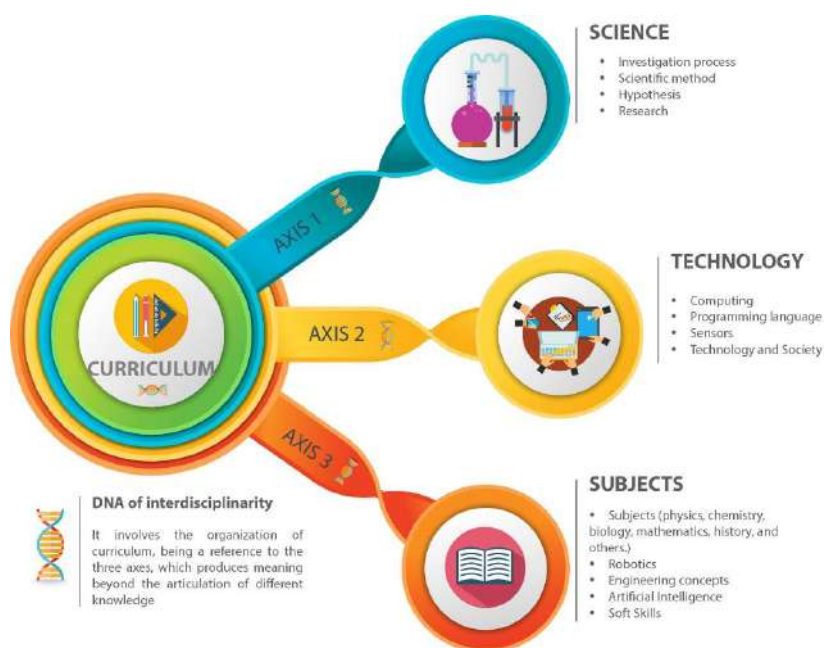 SCIENCE
• Investigation process
• Scientific method
• Hypothesis
• Research
AXIS 1
TECHNOLOGY
• Computing
• Programming language
• Sensors
• Technology and Society
AXIS 2
CURRICULUM
AXIS 3
SUBJECTS
• Subjects (physics, chemistry,
biology, mathematics, history, and
others.)
• Robotics
• Engineering concepts
• Artificial Intelligence
• Soft Skills
DNA of interdisciplinarity
It involves the organization of
curriculum, being a reference to the
three axes, which produces meaning
beyond the articulation of different
knowledge